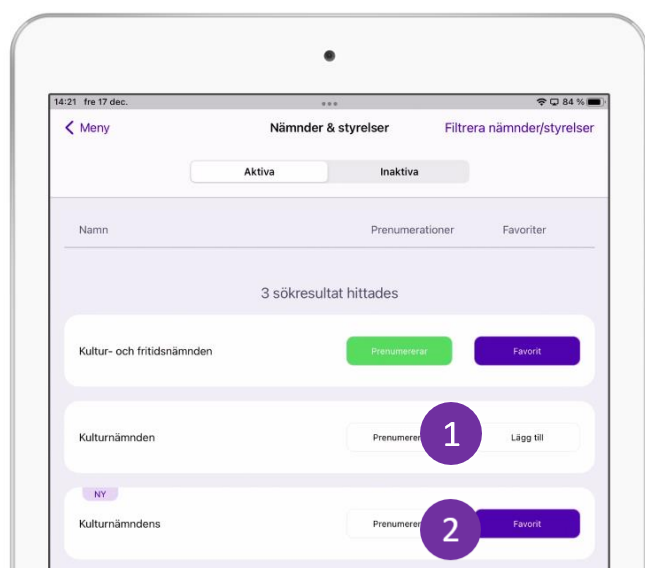 14:21 fre 17 dec.
84 %
Meny
Nämnder & styrelser
Filtrera nämnder/styrelser
Aktiva
Inaktiva
Namn
Prenumerationer
Favoriter
3 sökresultat hittades
Kultur- och fritidsnämnden
Prenumererar
Favorit
Kulturnämnden
Prenumerer
1
Lägg till
NY
Kulturnämndens
Prenumerer
2
Favorit